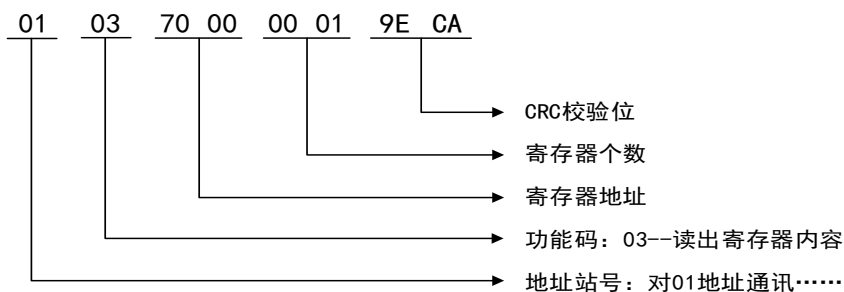 01 03 70 00 00 01 9E CA
CRC校验位
寄存器个数
寄存器地址
功能码：03--读出寄存器内容
地址站号：对01地址通讯……